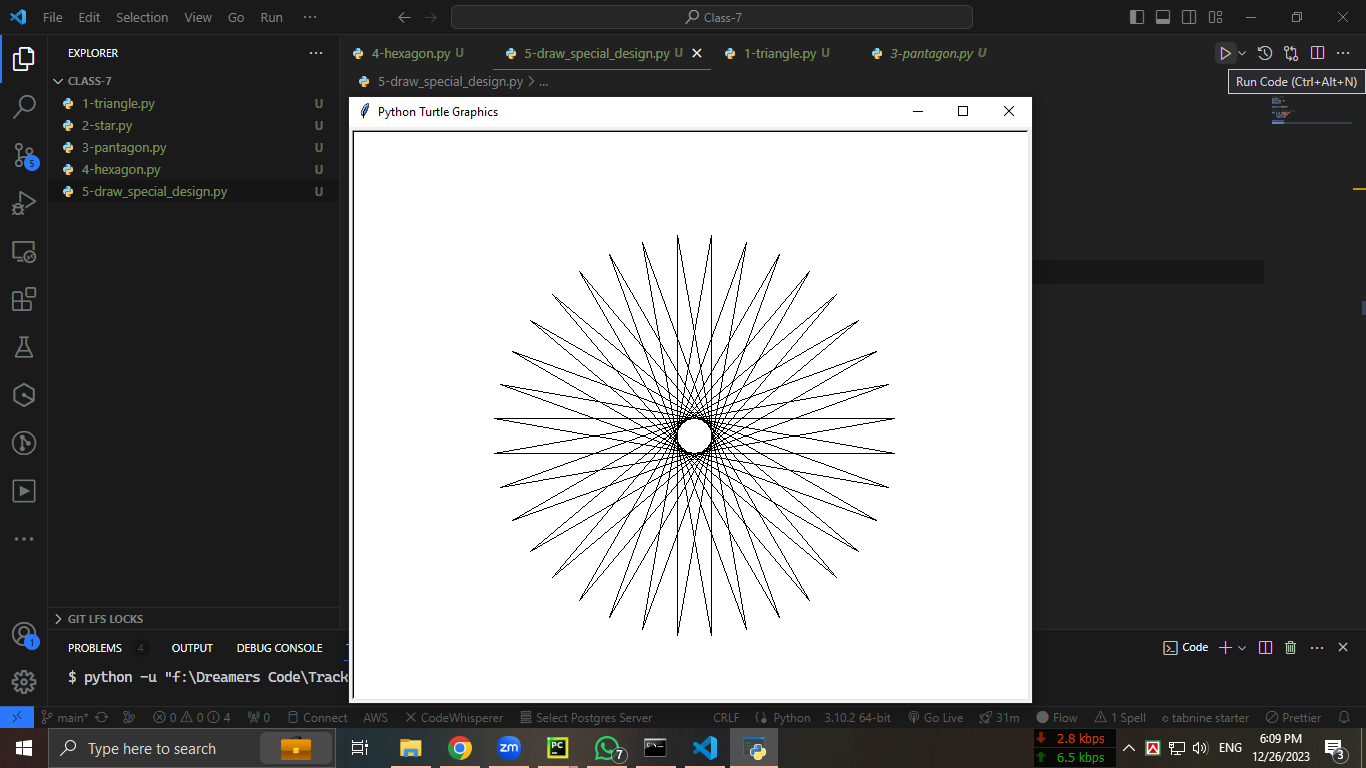 File Edit Selection View Go Run ··· Class-7
EXPLORER ···
CLASS-7
1-triangle.py U
2-star.py U
3-pantagon.py U
4-hexagon.py U
5-draw_special_design.py U
GIT LFS LOCKS
4-hexagon.py U 5-draw_special_design.py U 1-triangle.py U 3-pantagon.py U ···
5-draw_special_design.py > ...
Run Code (Ctrl+Alt+N)
Python Turtle Graphics
PROBLEMS 4 OUTPUT DEBUG CONSOLE Code ···
$ python -u "f:\Dreamers Code\Track
5
1
main* 0 0 4 0 Connect AWS CodeWhisperer Select Postgres Server CRLF Python 3.10.2 64-bit Go Live 31m Flow 1 Spell tabnine starter Prettier
Type here to search zm PC 7 2.8 kbps ENG 6:09 PM 3
6.5 kbps 12/26/2023